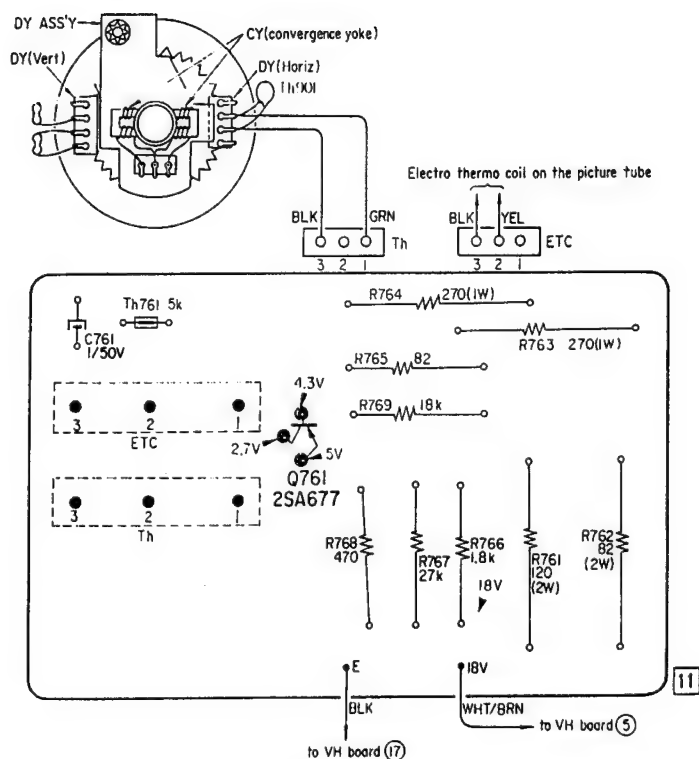 DY ASS'Y
CY(convergence yoke)
DY(Vert)
DY(Horiz)
Th901
Electro thermo coil on the picture tube
BLK
GRN
BLK
YEL
Th
ETC
3
2
1
3
2
1
Th761 5k
C761
1/50V
R764
270(1W)
R763
270(1W)
R765
82
R769
18k
4.3V
2.7V
5V
Q761
2SA677
3
2
1
ETC
3
2
1
Th
R768
470
R767
27k
R766
1.8k
18V
R761
120
(2W)
R762
82
(2W)
E
18V
11
BLK
WHT/BRN
to VH board 5
to VH board 17